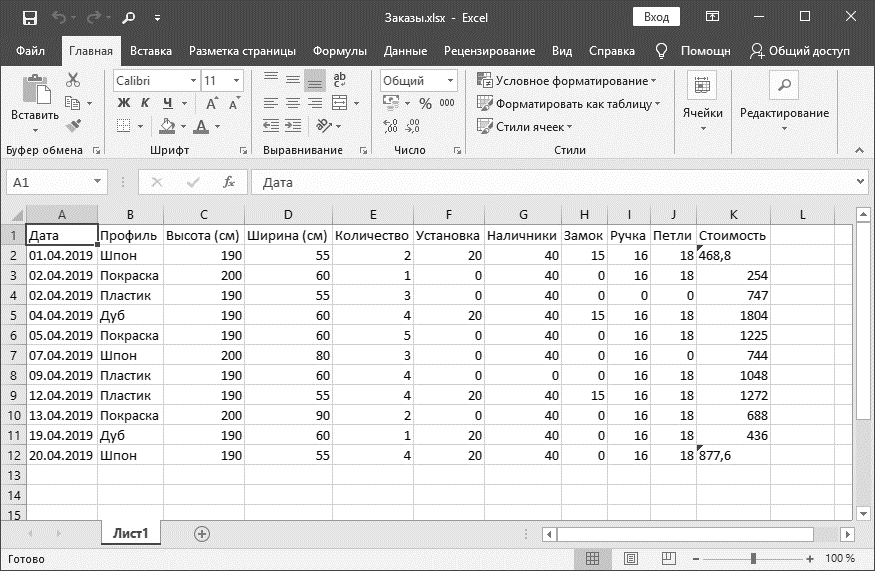 Заказы.xlsx - Excel
Вход
Файл Главная Вставка Разметка страницы Формулы Данные Рецензирование Вид Справка Помощн Общий доступ
Вставить
Calibri 11
Ж К Ч А А
ab
Общий
% 000
Условное форматирование
Форматировать как таблицу
Стили ячеек
Ячейки
Редактирование
Буфер обмена Шрифт Выравнивание Число Стили
A1 fx Дата
A B C D E F G H I J K L
1 Дата Профиль Высота (см) Ширина (см) Количество Установка Наличники Замок Ручка Петли Стоимость
2 01.04.2019 Шпон 190 55 2 20 40 15 16 18 468,8
3 02.04.2019 Покраска 200 60 1 0 40 0 16 18 254
4 02.04.2019 Пластик 190 55 3 0 40 0 0 0 747
5 04.04.2019 Дуб 190 60 4 20 40 15 16 18 1804
6 05.04.2019 Покраска 190 60 5 0 40 0 16 18 1225
7 07.04.2019 Шпон 200 80 3 0 40 0 16 0 744
8 09.04.2019 Пластик 190 60 4 0 0 0 16 18 1048
9 12.04.2019 Пластик 190 55 4 20 40 15 16 18 1272
10 13.04.2019 Покраска 200 90 2 0 40 0 16 18 688
11 19.04.2019 Дуб 190 60 1 20 40 0 16 18 436
12 20.04.2019 Шпон 190 55 4 20 40 0 16 18 877,6
13
14
15
Лист1
Готово
100 %